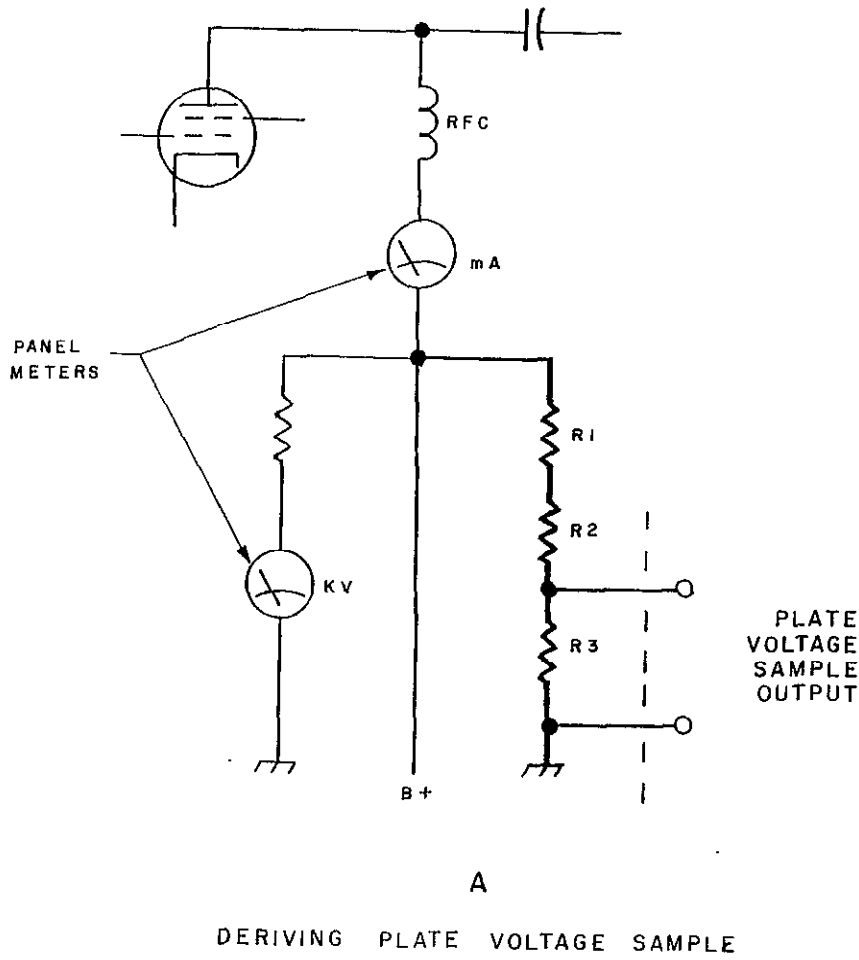 RFC
mA
PANEL
METERS
R1
R2
KV
R3
PLATE
VOLTAGE
SAMPLE
OUTPUT
B+
A
DERIVING PLATE VOLTAGE SAMPLE